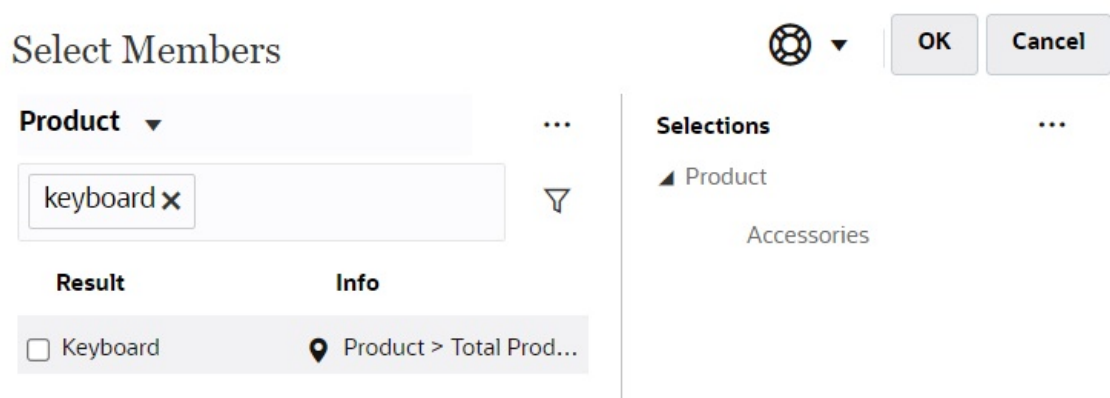 Select Members
OK
Cancel
Product
...
keyboard
Result
Info
Keyboard
Product > Total Prod...
Selections
...
Product
Accessories